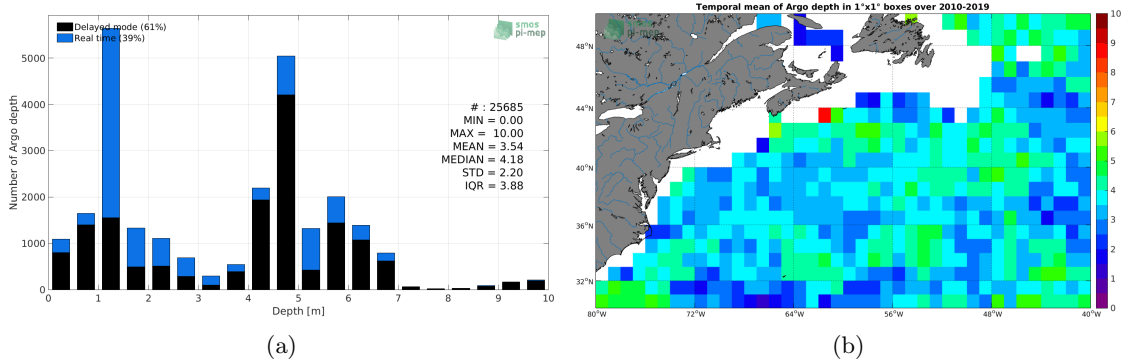 Delayed mode (61%)
Real time (39%)
smos
pi-mep
# : 25685
MIN = 0.00
MAX = 10.00
MEAN = 3.54
MEDIAN = 4.18
STD = 2.20
IQR = 3.88
Number of Argo depth
5000
4000
3000
2000
1000
0
0 1 2 3 4 5 6 7 8 9 10
Depth [m]
(a)
Temporal mean of Argo depth in 1°x1° boxes over 2010-2019
smos
pi-mep
48°N
44°N
40°N
36°N
32°N
80°W 72°W 64°W 56°W 48°W 40°W
10
9
8
7
6
5
4
3
2
1
0
(b)